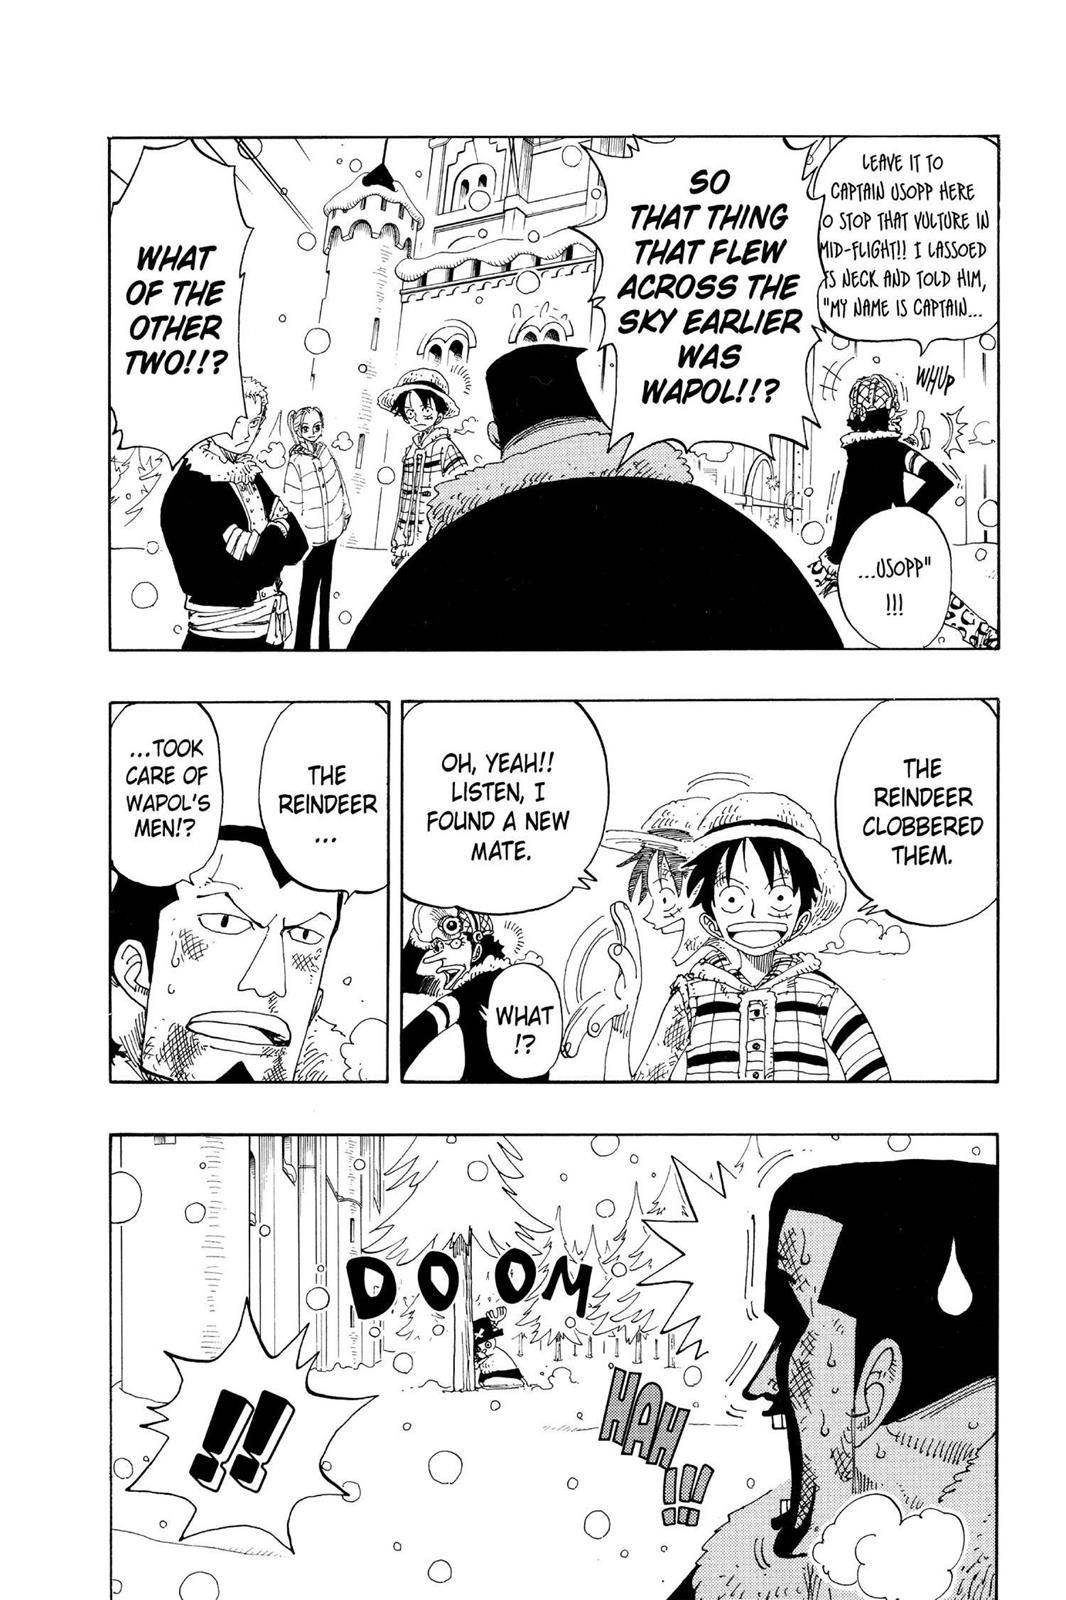 LEAVE IT TO
CAPTAIN USOPP HERE
O STOP THAT VULTURE IN
MID-FLIGHT!! I LASSOED
S NECK AND TOLD HIM,
"MY NAME IS CAPTAIN...
WHUP
...USOPP"
!!!
SO
THAT THING
THAT FLEW
ACROSS THE
SKY EARLIER
WAS
WAPOL!!?
WHAT
OF THE
OTHER
TWO!!?
THE
REINDEER
CLOBBERED
THEM.
OH, YEAH!!
LISTEN, I
FOUND A NEW
MATE.
WHAT
!?
THE
REINDEER
...
...TOOK
CARE OF
WAPOL'S
MEN!?
DOOM
HAH
!!!
!!